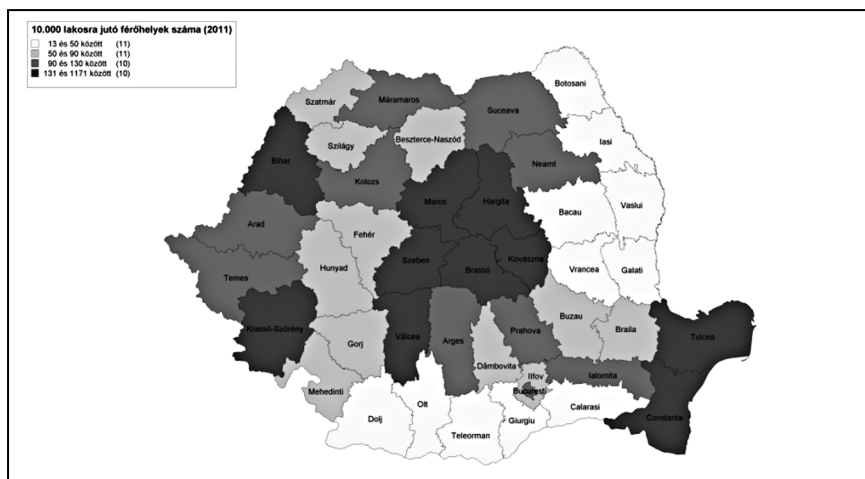 10.000 lakosra jutó férőhelyek száma (2011)
13 és 50 között (11)
50 és 90 között (11)
90 és 130 között (10)
131 és 1171 között (10)
Botosani
Szatmár
Máramaros
Suceava
Iasi
Szilágy
Beszterce-Naszód
Bihar
Neamt
Kolozs
Maros
Hargita
Vaslui
Bacau
Arad
Fehér
Szeben
Brassó
Kovászna
Hunyad
Vrancea
Galati
Temes
Krassó-Szörény
Buzau
Braila
Tulcea
Vâlcea
Arges
Prahova
Gorj
Dâmbovita
Ilfov
Ialomita
Mehedinti
Bucuresti
Olt
Calarasi
Dolj
Giurgiu
Constanta
Teleorman